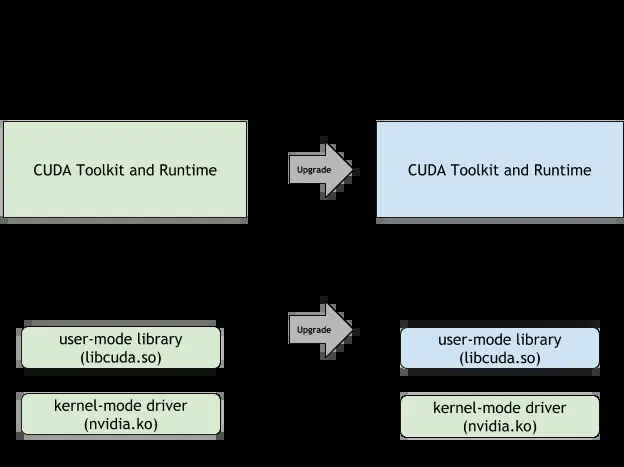 CUDA Toolkit and Runtime
Upgrade
CUDA Toolkit and Runtime
Upgrade
user-mode library
(libcuda.so)
user-mode library
(libcuda.so)
kernel-mode driver
(nvidia.ko)
kernel-mode driver
(nvidia.ko)